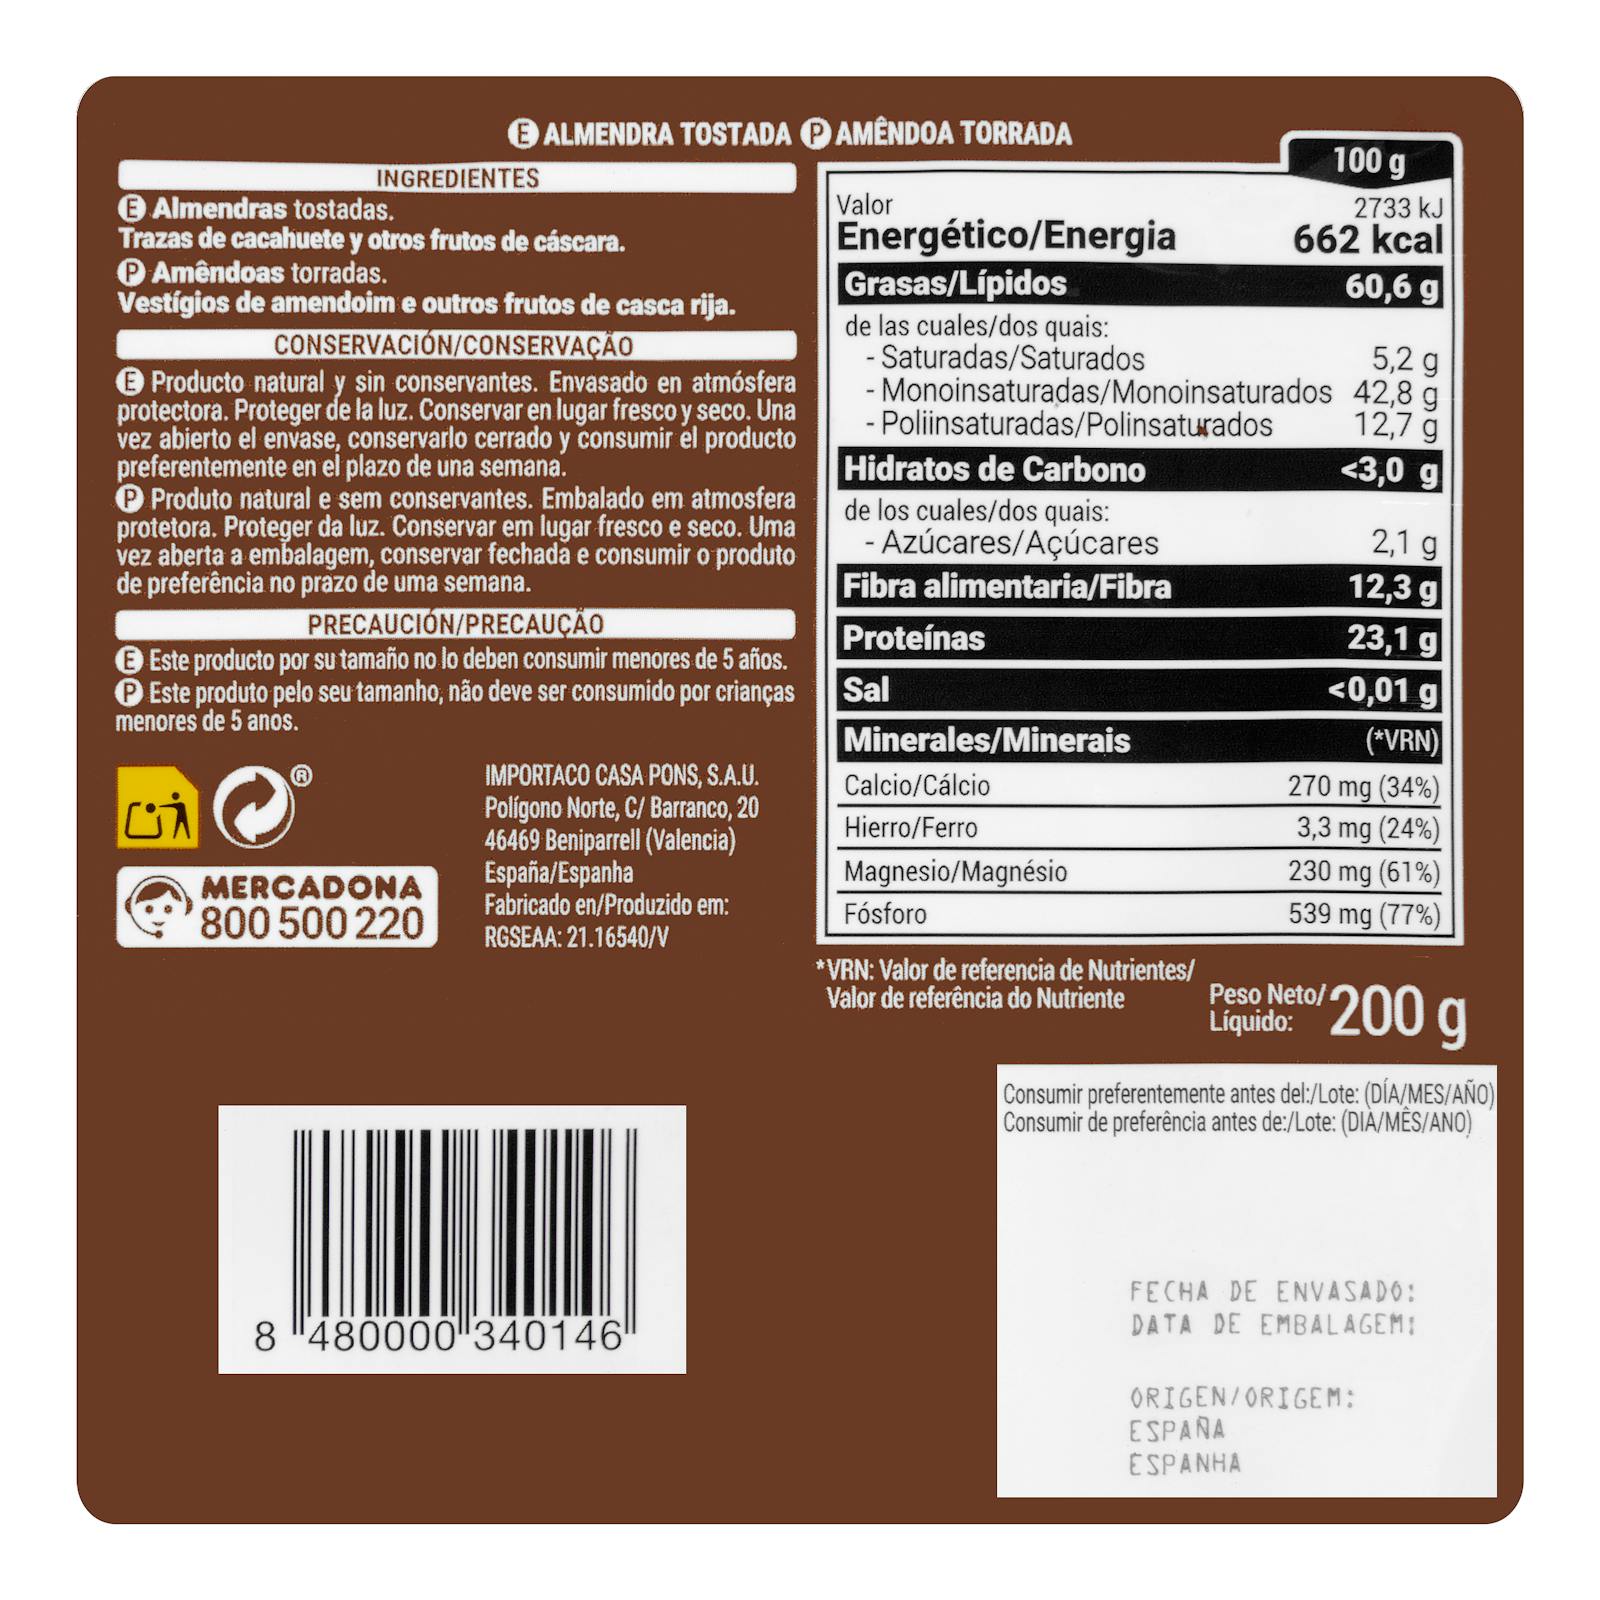 E ALMENDRA TOSTADA P AMÊNDOA TORRADA
INGREDIENTES
E Almendras tostadas.
Trazas de cacahuete y otros frutos de cáscara.
P Amêndoas torradas.
Vestígios de amendoim e outros frutos de casca rija.
CONSERVACIÓN/CONSERVAÇÃO
E Producto natural y sin conservantes. Envasado en atmósfera
protectora. Proteger de la luz. Conservar en lugar fresco y seco. Una
vez abierto el envase, conservarlo cerrado y consumir el producto
preferentemente en el plazo de una semana.
P Produto natural e sem conservantes. Embalado em atmosfera
protetora. Proteger da luz. Conservar em lugar fresco e seco. Uma
vez aberta a embalagem, conservar fechada e consumir o produto
de preferência no prazo de uma semana.
PRECAUCIÓN/PRECAUÇÃO
E Este producto por su tamaño no lo deben consumir menores de 5 años.
P Este produto pelo seu tamanho, não deve ser consumido por crianças
menores de 5 anos.
®
MERCADONA
800 500 220
IMPORTACO CASA PONS, S.A.U.
Polígono Norte, C/ Barranco, 20
46469 Beniparrell (Valencia)
España/Espanha
Fabricado en/Produzido em:
RGSEAA: 21.16540/V
100 g
Valor 2733 kJ
Energético/Energia 662 kcal
Grasas/Lípidos 60,6 g
de las cuales/dos quais:
- Saturadas/Saturados 5,2 g
- Monoinsaturadas/Monoinsaturados 42,8 g
- Poliinsaturadas/Polinsaturados 12,7 g
Hidratos de Carbono <3,0 g
de los cuales/dos quais:
- Azúcares/Açúcares 2,1 g
Fibra alimentaria/Fibra 12,3 g
Proteínas 23,1 g
Sal <0,01 g
Minerales/Minerais (*VRN)
Calcio/Cálcio 270 mg (34%)
Hierro/Ferro 3,3 mg (24%)
Magnesio/Magnésio 230 mg (61%)
Fósforo 539 mg (77%)
*VRN: Valor de referencia de Nutrientes/
Valor de referência do Nutriente
Peso Neto/
Líquido: 200 g
Consumir preferentemente antes del:/Lote: (DÍA/MES/AÑO)
Consumir de preferência antes de:/Lote: (DIA/MÊS/ANO)
FECHA DE ENVASADO:
DATA DE EMBALAGEM:
ORIGEN/ORIGEM:
ESPAÑA
ESPANHA
8 480000 340146